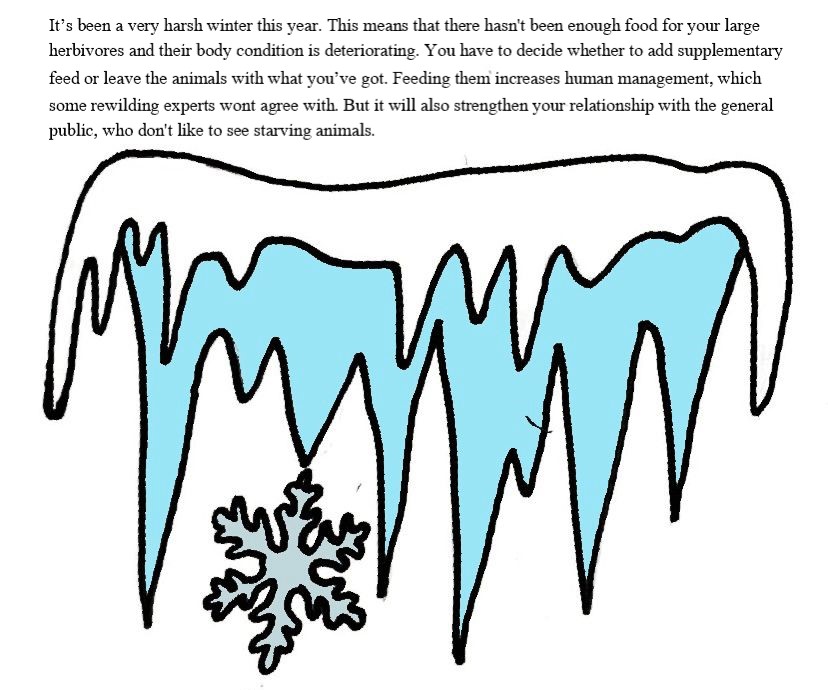 It’s been a very harsh winter this year. This means that there hasn't been enough food for your large
herbivores and their body condition is deteriorating. You have to decide whether to add supplementary
feed or leave the animals with what you’ve got. Feeding them increases human management, which
some rewilding experts wont agree with. But it will also strengthen your relationship with the general
public, who don't like to see starving animals.